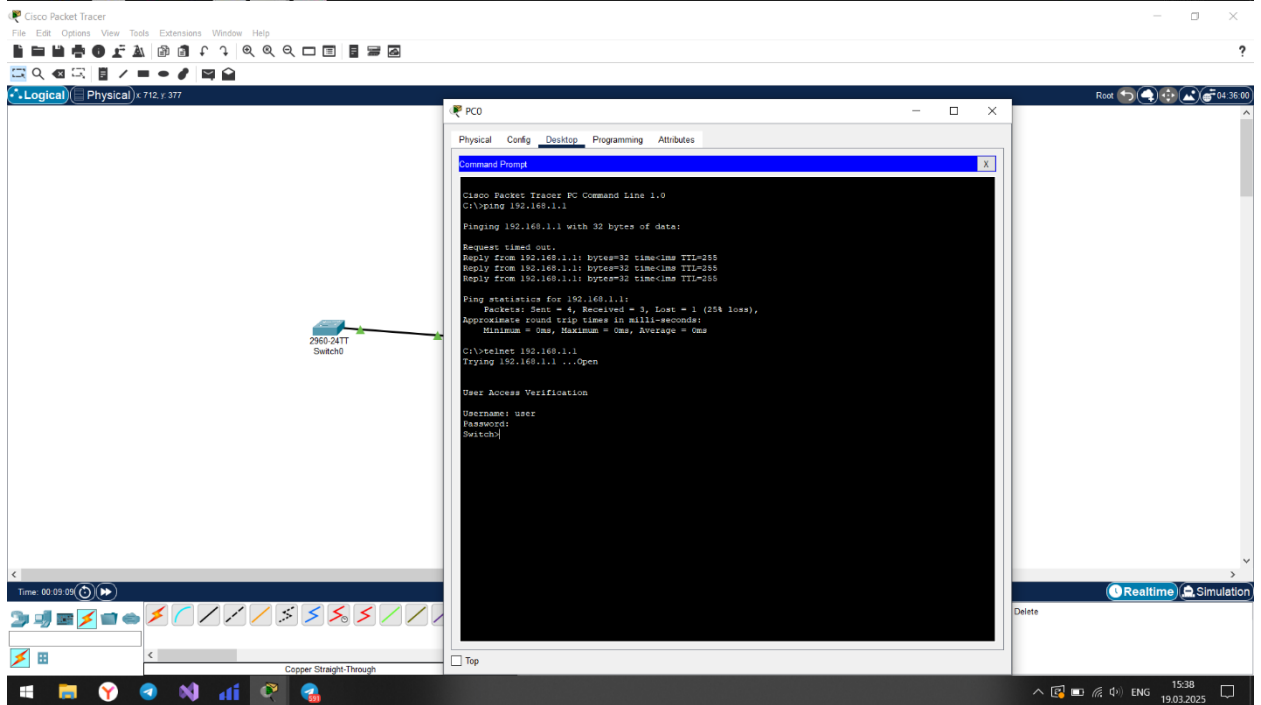 Cisco Packet Tracer
File Edit Options View Tools Extensions Window Help
?
Logical Physical x: 712, y: 377
Root 04:36:00
PC0
Physical Config Desktop Programming Attributes
Command Prompt X
Cisco Packet Tracer PC Command Line 1.0
C:\>ping 192.168.1.1
Pinging 192.168.1.1 with 32 bytes of data:
Request timed out.
Reply from 192.168.1.1: bytes=32 time<1ms TTL=255
Reply from 192.168.1.1: bytes=32 time<1ms TTL=255
Reply from 192.168.1.1: bytes=32 time<1ms TTL=255
Ping statistics for 192.168.1.1:
Packets: Sent = 4, Received = 3, Lost = 1 (25% loss),
Approximate round trip times in milli-seconds:
Minimum = 0ms, Maximum = 0ms, Average = 0ms
C:\>telnet 192.168.1.1
Trying 192.168.1.1 ...Open
User Access Verification
Username: user
Password:
Switch>
2960-24TT
Switch0
Time: 00:09:09
Realtime Simulation
Delete
Top
Copper Straight-Through
591
ENG
15:38
19.03.2025